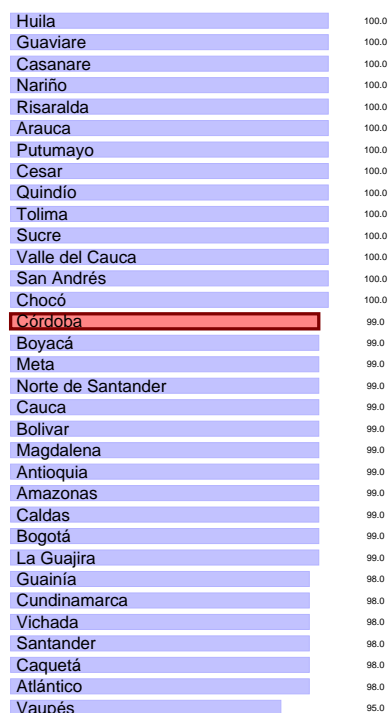 Huila 100.0
Guaviare 100.0
Casanare 100.0
Nariño 100.0
Risaralda 100.0
Arauca 100.0
Putumayo 100.0
Cesar 100.0
Quindío 100.0
Tolima 100.0
Sucre 100.0
Valle del Cauca 100.0
San Andrés 100.0
Chocó 100.0
Córdoba 99.0
Boyacá 99.0
Meta 99.0
Norte de Santander 99.0
Cauca 99.0
Bolivar 99.0
Magdalena 99.0
Antioquia 99.0
Amazonas 99.0
Caldas 99.0
Bogotá 99.0
La Guajira 99.0
Guainía 98.0
Cundinamarca 98.0
Vichada 98.0
Santander 98.0
Caquetá 98.0
Atlántico 98.0
Vaupés 95.0